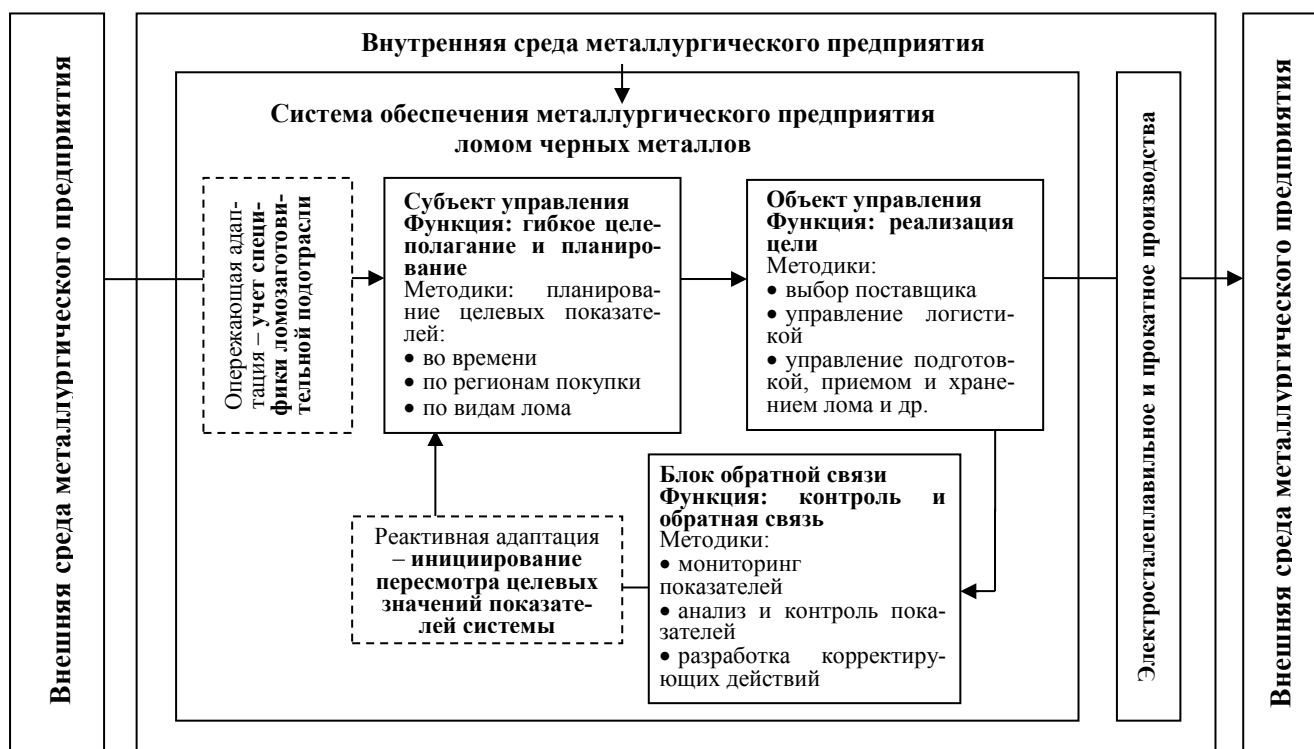 Внешняя среда металлургического предприятия
Внутренняя среда металлургического предприятия
Система обеспечения металлургического предприятия
ломом черных металлов
Опережающая адап-
тация – учет специ-
фики ломозаготови-
тельной подотрасли
Субъект управления
Функция: гибкое целе-
полагание и планиро-
вание
Методики: планирова-
ние целевых показате-
лей:
• во времени
• по регионам покупки
• по видам лома
Объект управления
Функция: реализация
цели
Методики:
• выбор поставщика
• управление логисти-
кой
• управление подготов-
кой, приемом и хране-
нием лома и др.
Реактивная адаптация
– инициирование
пересмотра целевых
значений показате-
лей системы
Блок обратной связи
Функция: контроль и
обратная связь
Методики:
• мониторинг
показателей
• анализ и контроль пока-
зателей
• разработка корректиру-
ющих действий
Электросталеплавильное и прокатное производства
Внешняя среда металлургического предприятия